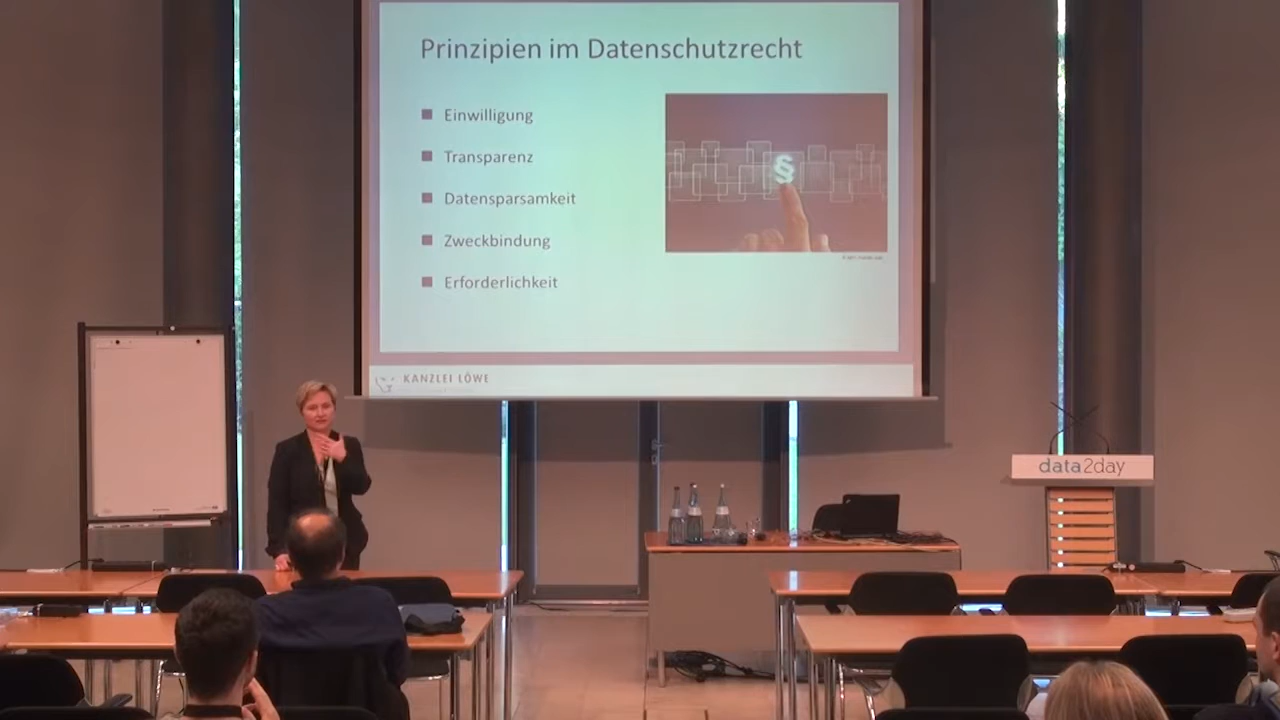 Prinzipien im Datenschutzrecht
Einwilligung
Transparenz
Datensparsamkeit
Zweckbindung
Erforderlichkeit
§
KANZLEI LÖWE
data2day